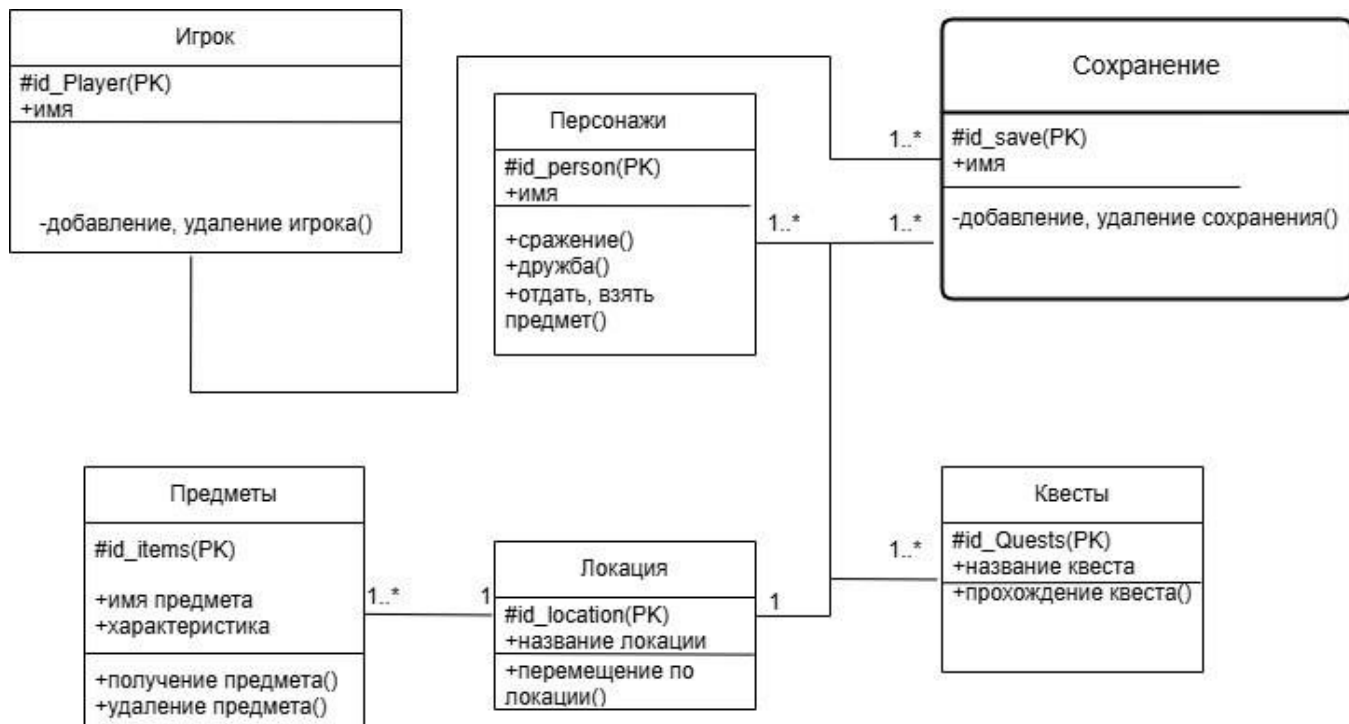 Игрок
#id_Player(PK)
+имя
-добавление, удаление игрока()
Персонажи
#id_person(PK)
+имя
+сражение()
+дружба()
+отдать, взять
предмет()
1..*
1..*
1..*
Сохранение
#id_save(PK)
+имя
-добавление, удаление сохранения()
Предметы
#id_items(PK)
+имя предмета
+характеристика
+получение предмета()
+удаление предмета()
1..*
1
Локация
#id_location(PK)
+название локации
+перемещение по
локации()
1
1..*
Квесты
#id_Quests(PK)
+название квеста
+прохождение квеста()